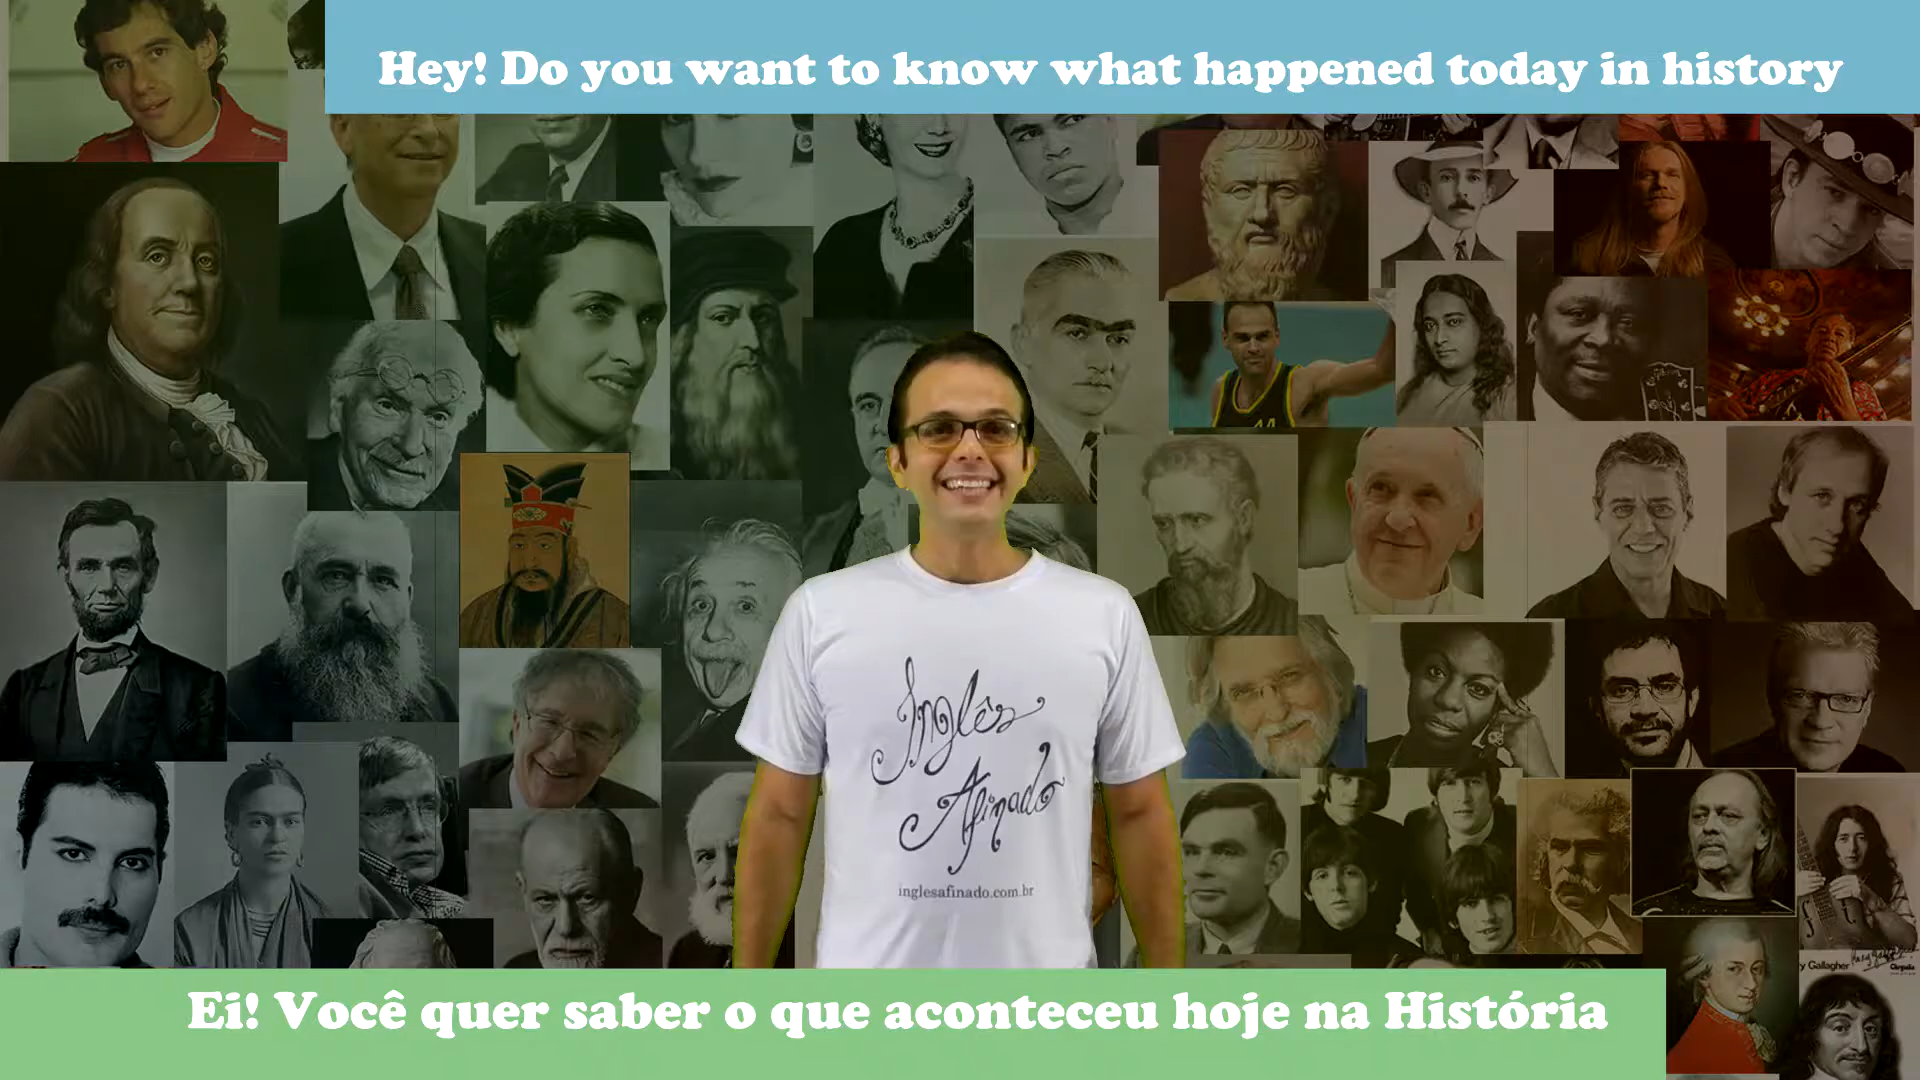 Hey! Do you want to know what happened today in history
Inglês
Afinado
inglesafinado.com.br
y Gallagher
Ei! Você quer saber o que aconteceu hoje na História